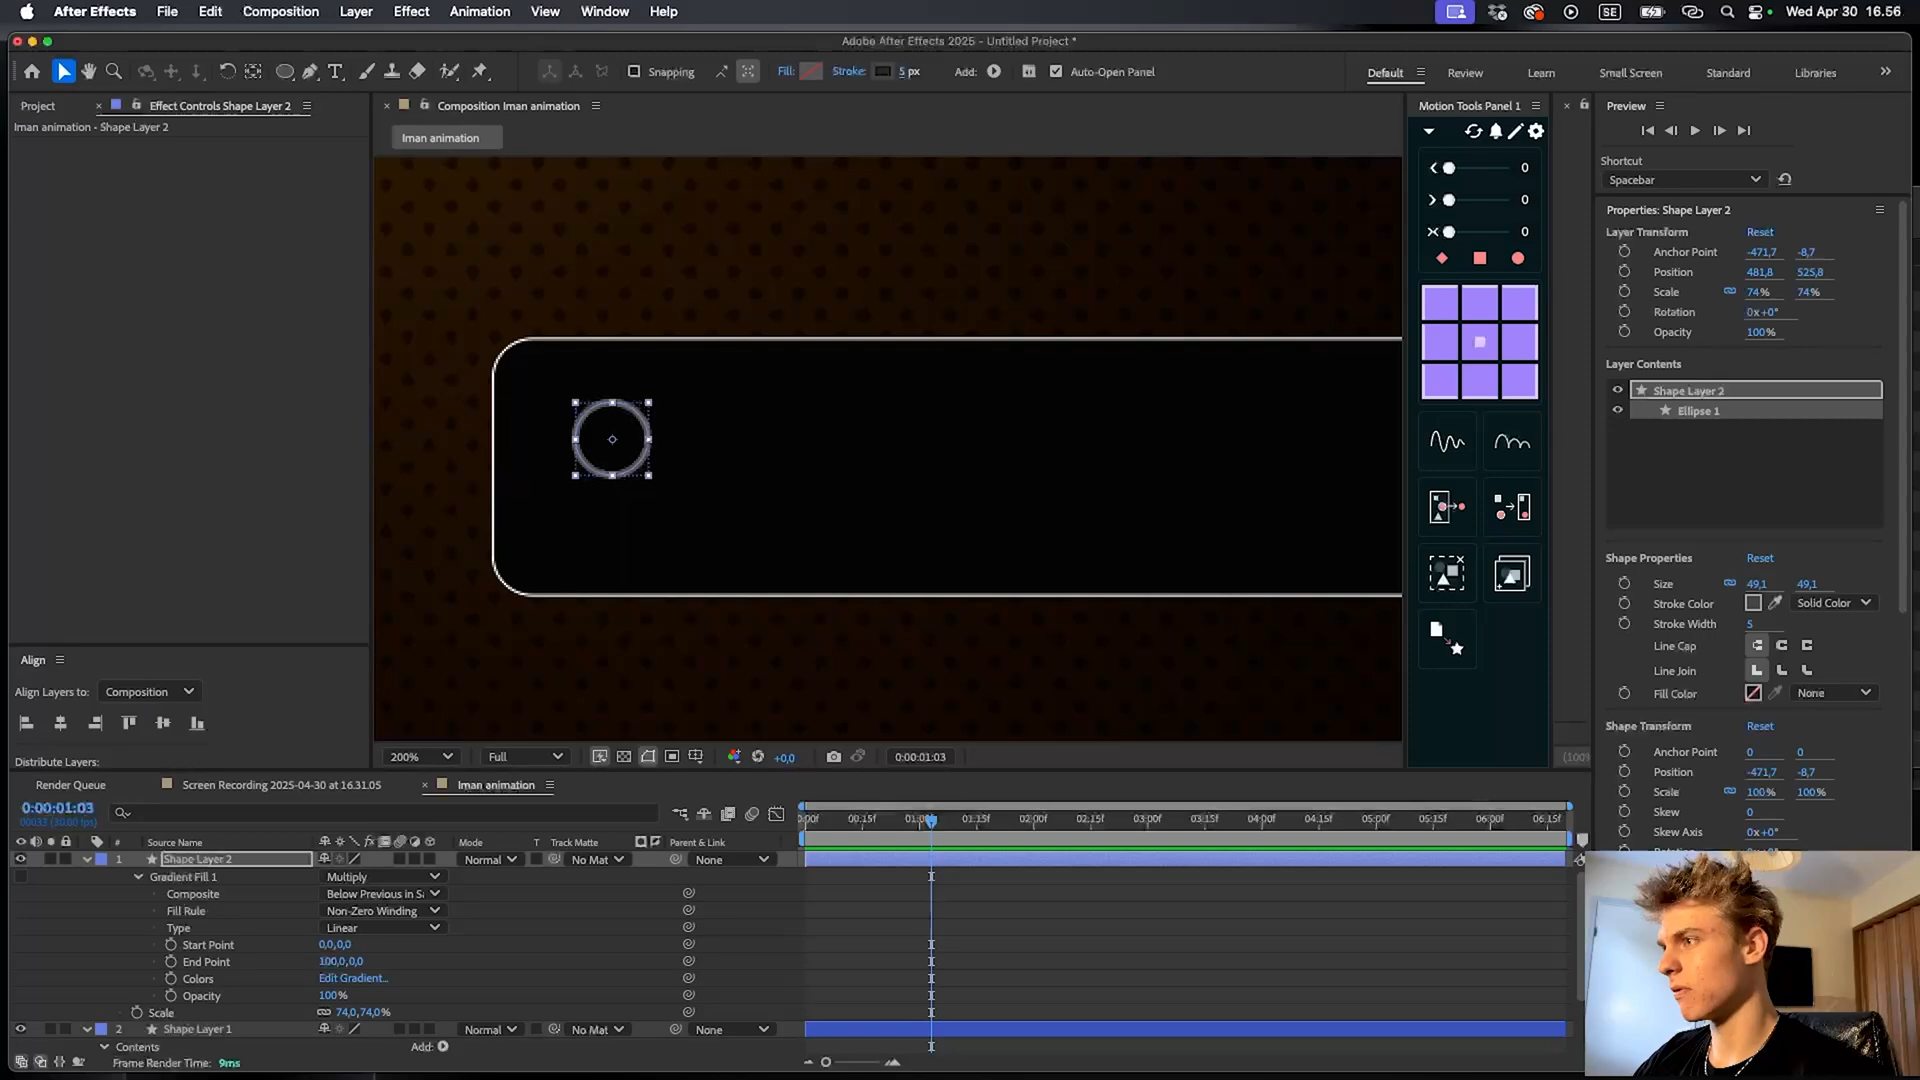 After Effects File Edit Composition Layer Effect Animation View Window Help SE Wed Apr 30 16.56
Adobe After Effects 2025 - Untitled Project *
Snapping Fill: Stroke: 5 px Add: Auto-Open Panel Default Review Learn Small Screen Standard Libraries
Project Effect Controls Shape Layer 2 Composition Iman animation Motion Tools Panel 1 Preview
Iman animation • Shape Layer 2
Iman animation
0
0
0
Shortcut
Spacebar
Properties: Shape Layer 2
Layer Transform Reset
Anchor Point -471,7 -8,7
Position 481,8 525,8
Scale 74% 74%
Rotation 0x+0°
Opacity 100%
Layer Contents
Shape Layer 2
Ellipse 1
Shape Properties Reset
Size 49,1 49,1
Stroke Color Solid Color
Stroke Width 5
Line Cap
Line Join
Fill Color None
Shape Transform Reset
Anchor Point 0 0
Position -471,7 -8,7
Scale 100% 100%
Skew 0
Skew Axis 0x+0°
Align
Align Layers to: Composition
Distribute Layers:
200% Full +0,0 0:00:01:03 (100%
Render Queue Screen Recording 2025-04-30 at 16.31.05 Iman animation
0:00:01:03
00033 (30.00 fps)
0:00f 00:15f 01:00f 01:15f 02:00f 02:15f 03:00f 03:15f 04:00f 04:15f 05:00f 05:15f 06:00f 06:15f
# Source Name Mode T Track Matte Parent & Link
1 Shape Layer 2 Normal No Mat None
Gradient Fill 1 Multiply
Composite Below Previous in Sa
Fill Rule Non-Zero Winding
Type Linear
Start Point 0,0,0,0
End Point 100,0,0,0
Colors Edit Gradient...
Opacity 100%
Scale 74,0,74,0%
2 Shape Layer 1 Normal No Mat None
Contents Add:
Frame Render Time: 9ms